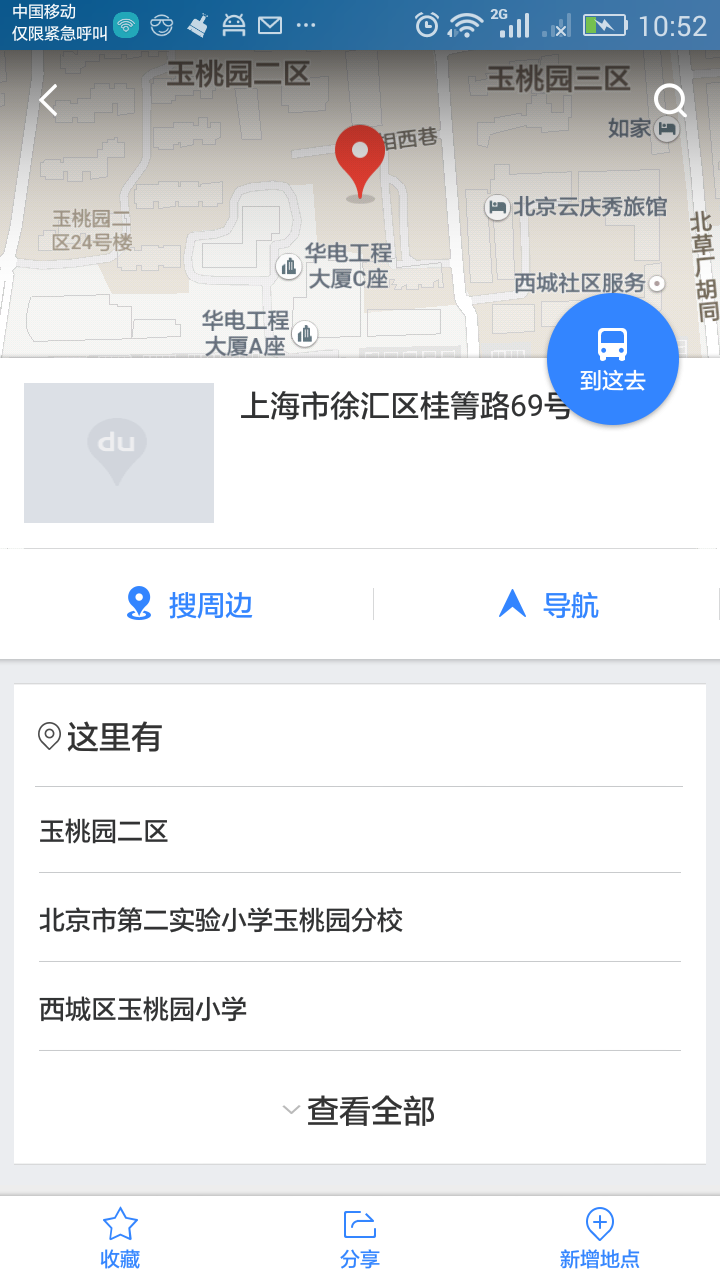 中国移动
仅限紧急呼叫
2G
10:52
玉桃园二区
玉桃园三区
如家
相西巷
北京云庆秀旅馆
玉桃园二
区24号楼
北草厂胡同
华电工程
大厦C座
西城社区服务
华电工程
大厦A座
到这去
上海市徐汇区桂箐路69号
du
搜周边
导航
这里有
玉桃园二区
北京市第二实验小学玉桃园分校
西城区玉桃园小学
查看全部
收藏
分享
新增地点